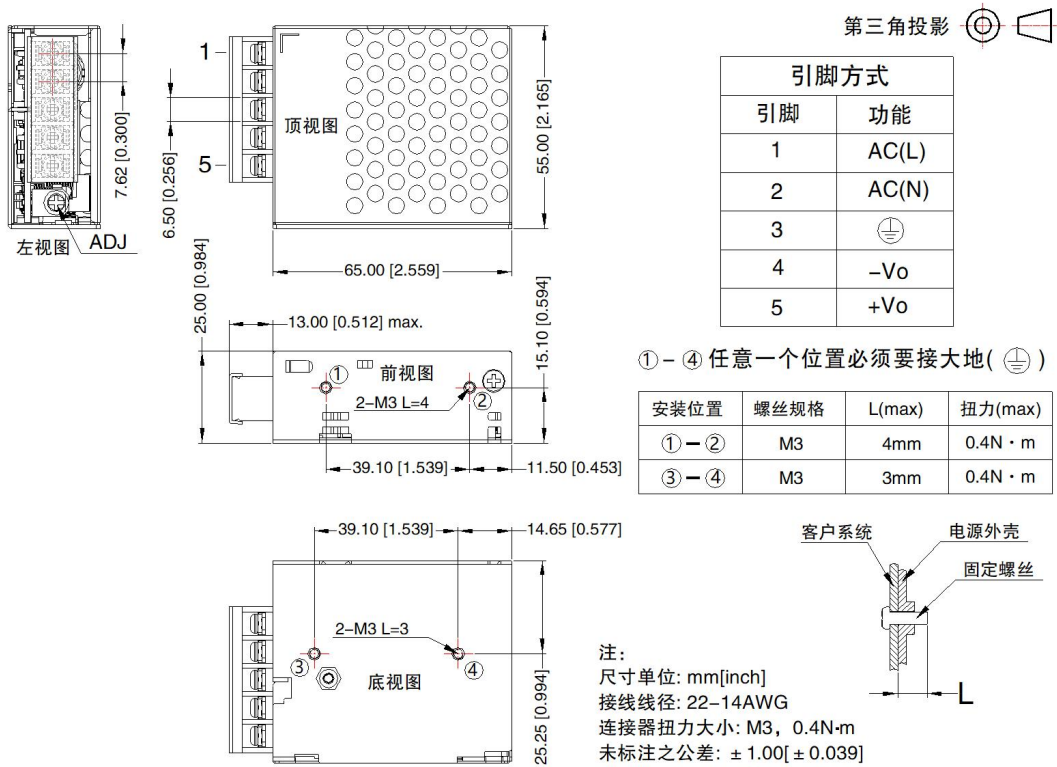 第三角投影
1
5
顶视图
7.62 [0.300]
6.50 [0.256]
55.00 [2.165]
左视图
ADJ
65.00 [2.559]
引脚方式
引脚 功能
1 AC(L)
2 AC(N)
3
4 −Vo
5 +Vo
25.00 [0.984]
13.00 [0.512] max.
15.10 [0.594]
① 前视图
2-M3 L=4
②
39.10 [1.539]
11.50 [0.453]
①−④任意一个位置必须要接大地( )
安装位置 螺丝规格 L(max) 扭力(max)
①−② M3 4mm 0.4N·m
③−④ M3 3mm 0.4N·m
39.10 [1.539]
14.65 [0.577]
2-M3 L=3
③
④
底视图
25.25 [0.994]
客户系统
电源外壳
固定螺丝
L
注:
尺寸单位: mm[inch]
接线线径: 22−14AWG
连接器扭力大小: M3，0.4N·m
未标注之公差: ±1.00[±0.039]